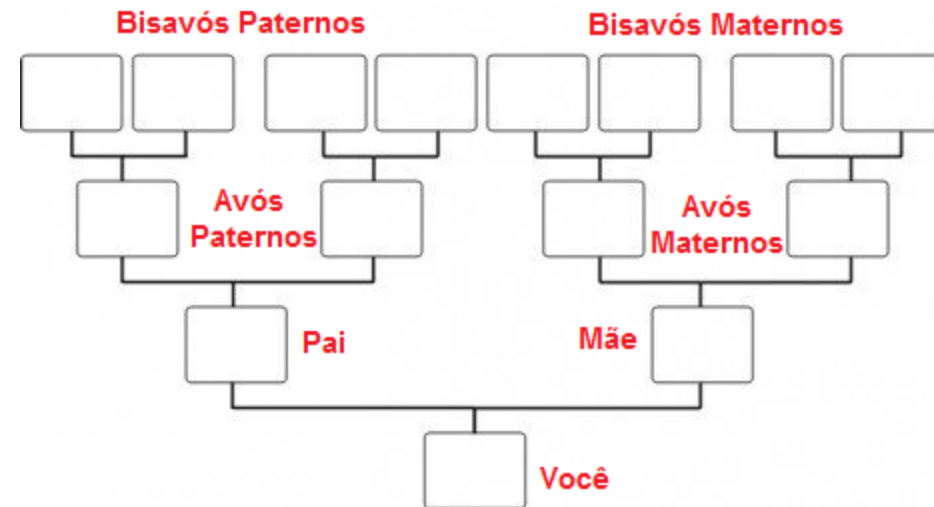 Bisavós Paternos
Bisavós Maternos
Avós
Paternos
Avós
Maternos
Pai
Mãe
Você